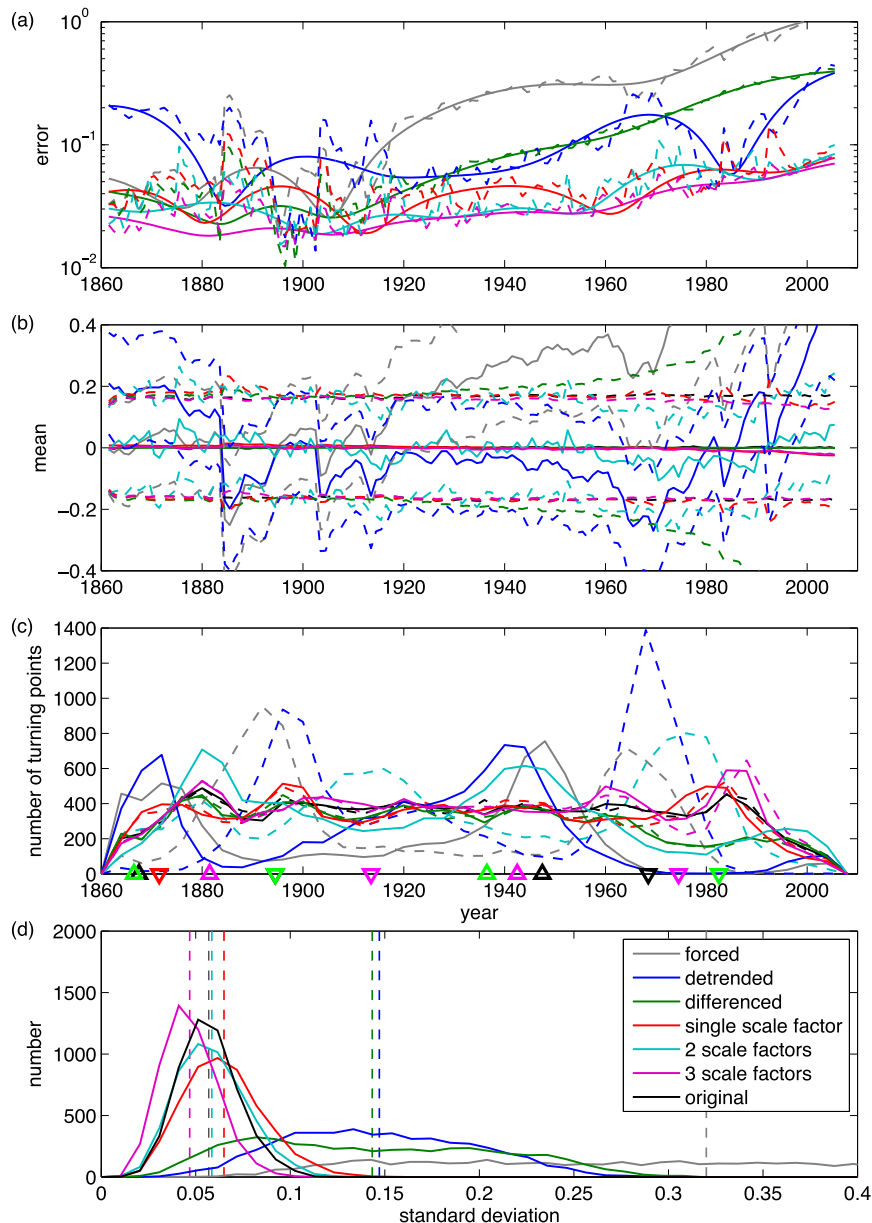 (a)
10^0
10^-1
10^-2
error
1860 1880 1900 1920 1940 1960 1980 2000
(b)
0.4
0.2
0
−0.2
−0.4
mean
1860 1880 1900 1920 1940 1960 1980 2000
(c)
1400
1200
1000
800
600
400
200
0
number of turning points
1860 1880 1900 1920 1940 1960 1980 2000
year
(d)
2000
1500
1000
500
0
number
forced
detrended
differenced
single scale factor
2 scale factors
3 scale factors
original
0 0.05 0.1 0.15 0.2 0.25 0.3 0.35 0.4
standard deviation